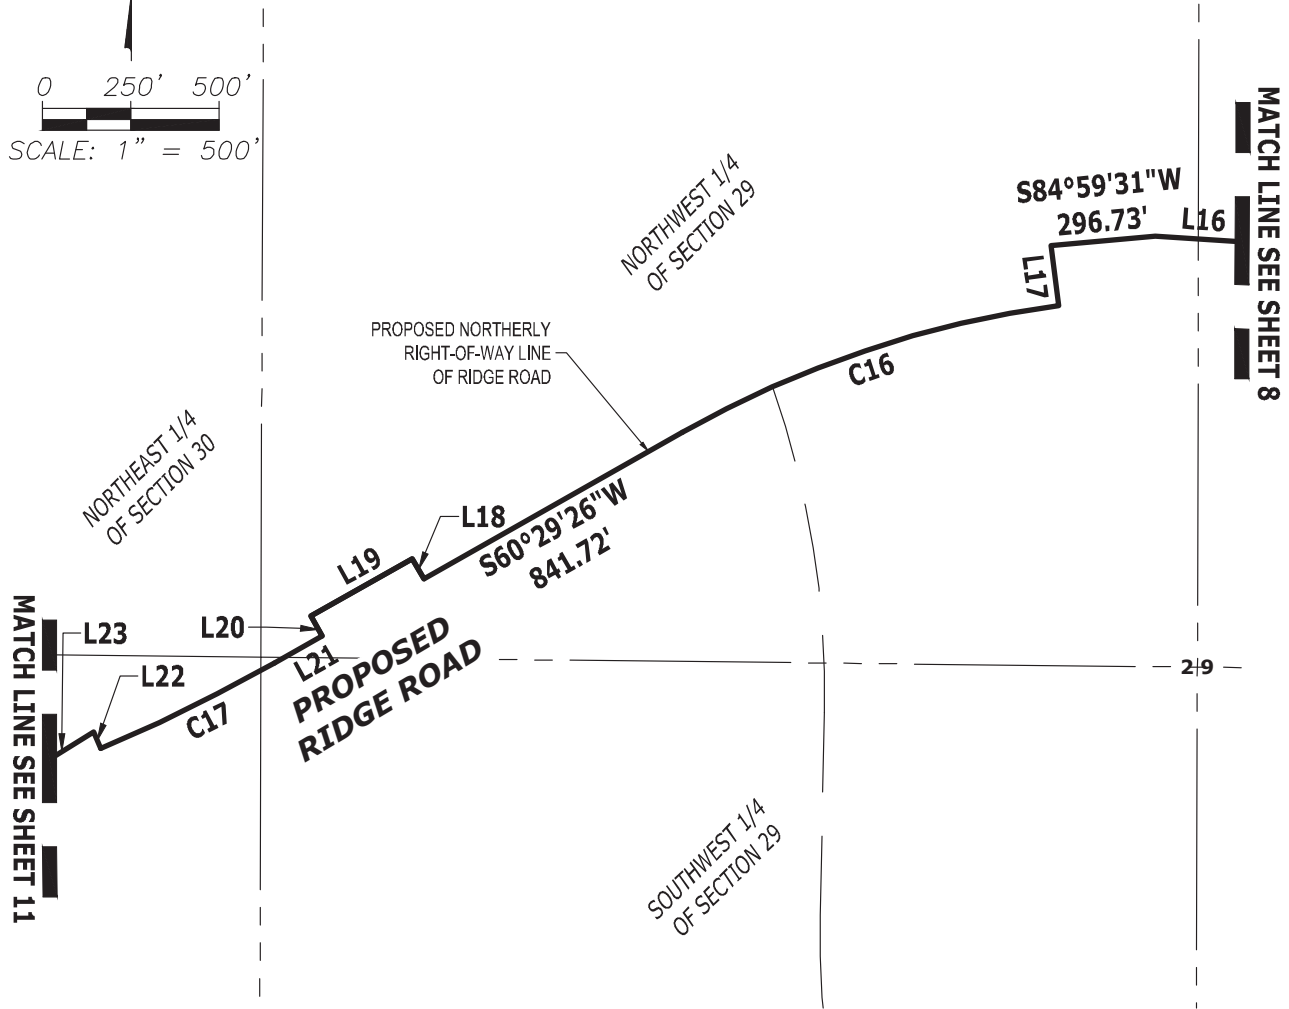 0 250' 500'
SCALE: 1" = 500'
MATCH LINE SEE SHEET 8
NORTHWEST 1/4
OF SECTION 29
S84°59'31"W
296.73'
L16
L17
PROPOSED NORTHERLY
RIGHT-OF-WAY LINE
OF RIDGE ROAD
C16
NORTHEAST 1/4
OF SECTION 30
L18
S60°29'26"W
841.72'
L19
L20
L21
PROPOSED
RIDGE ROAD
L23
L22
C17
29
MATCH LINE SEE SHEET 11
SOUTHWEST 1/4
OF SECTION 29